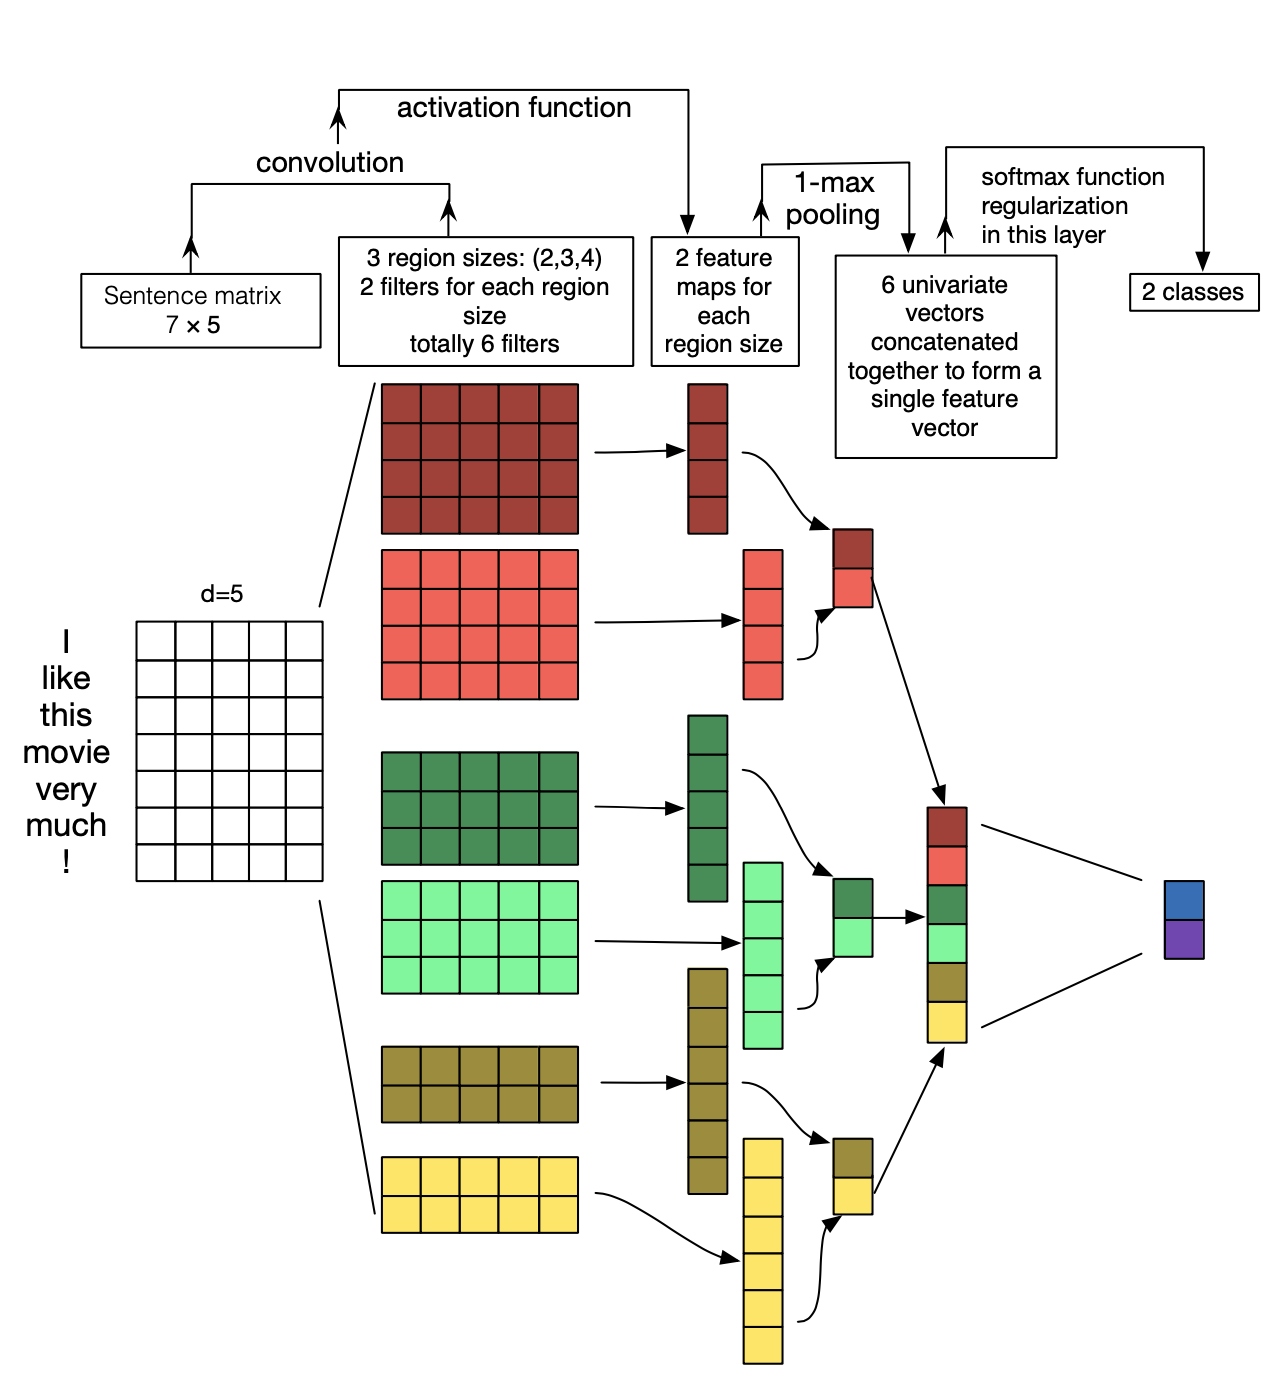 activation function
convolution
1-max
pooling
softmax function
regularization
in this layer
Sentence matrix
7 × 5
3 region sizes: (2,3,4)
2 filters for each region
size
totally 6 filters
2 feature
maps for
each
region size
6 univariate
vectors
concatenated
together to form a
single feature
vector
2 classes
d=5
I
like
this
movie
very
much
!